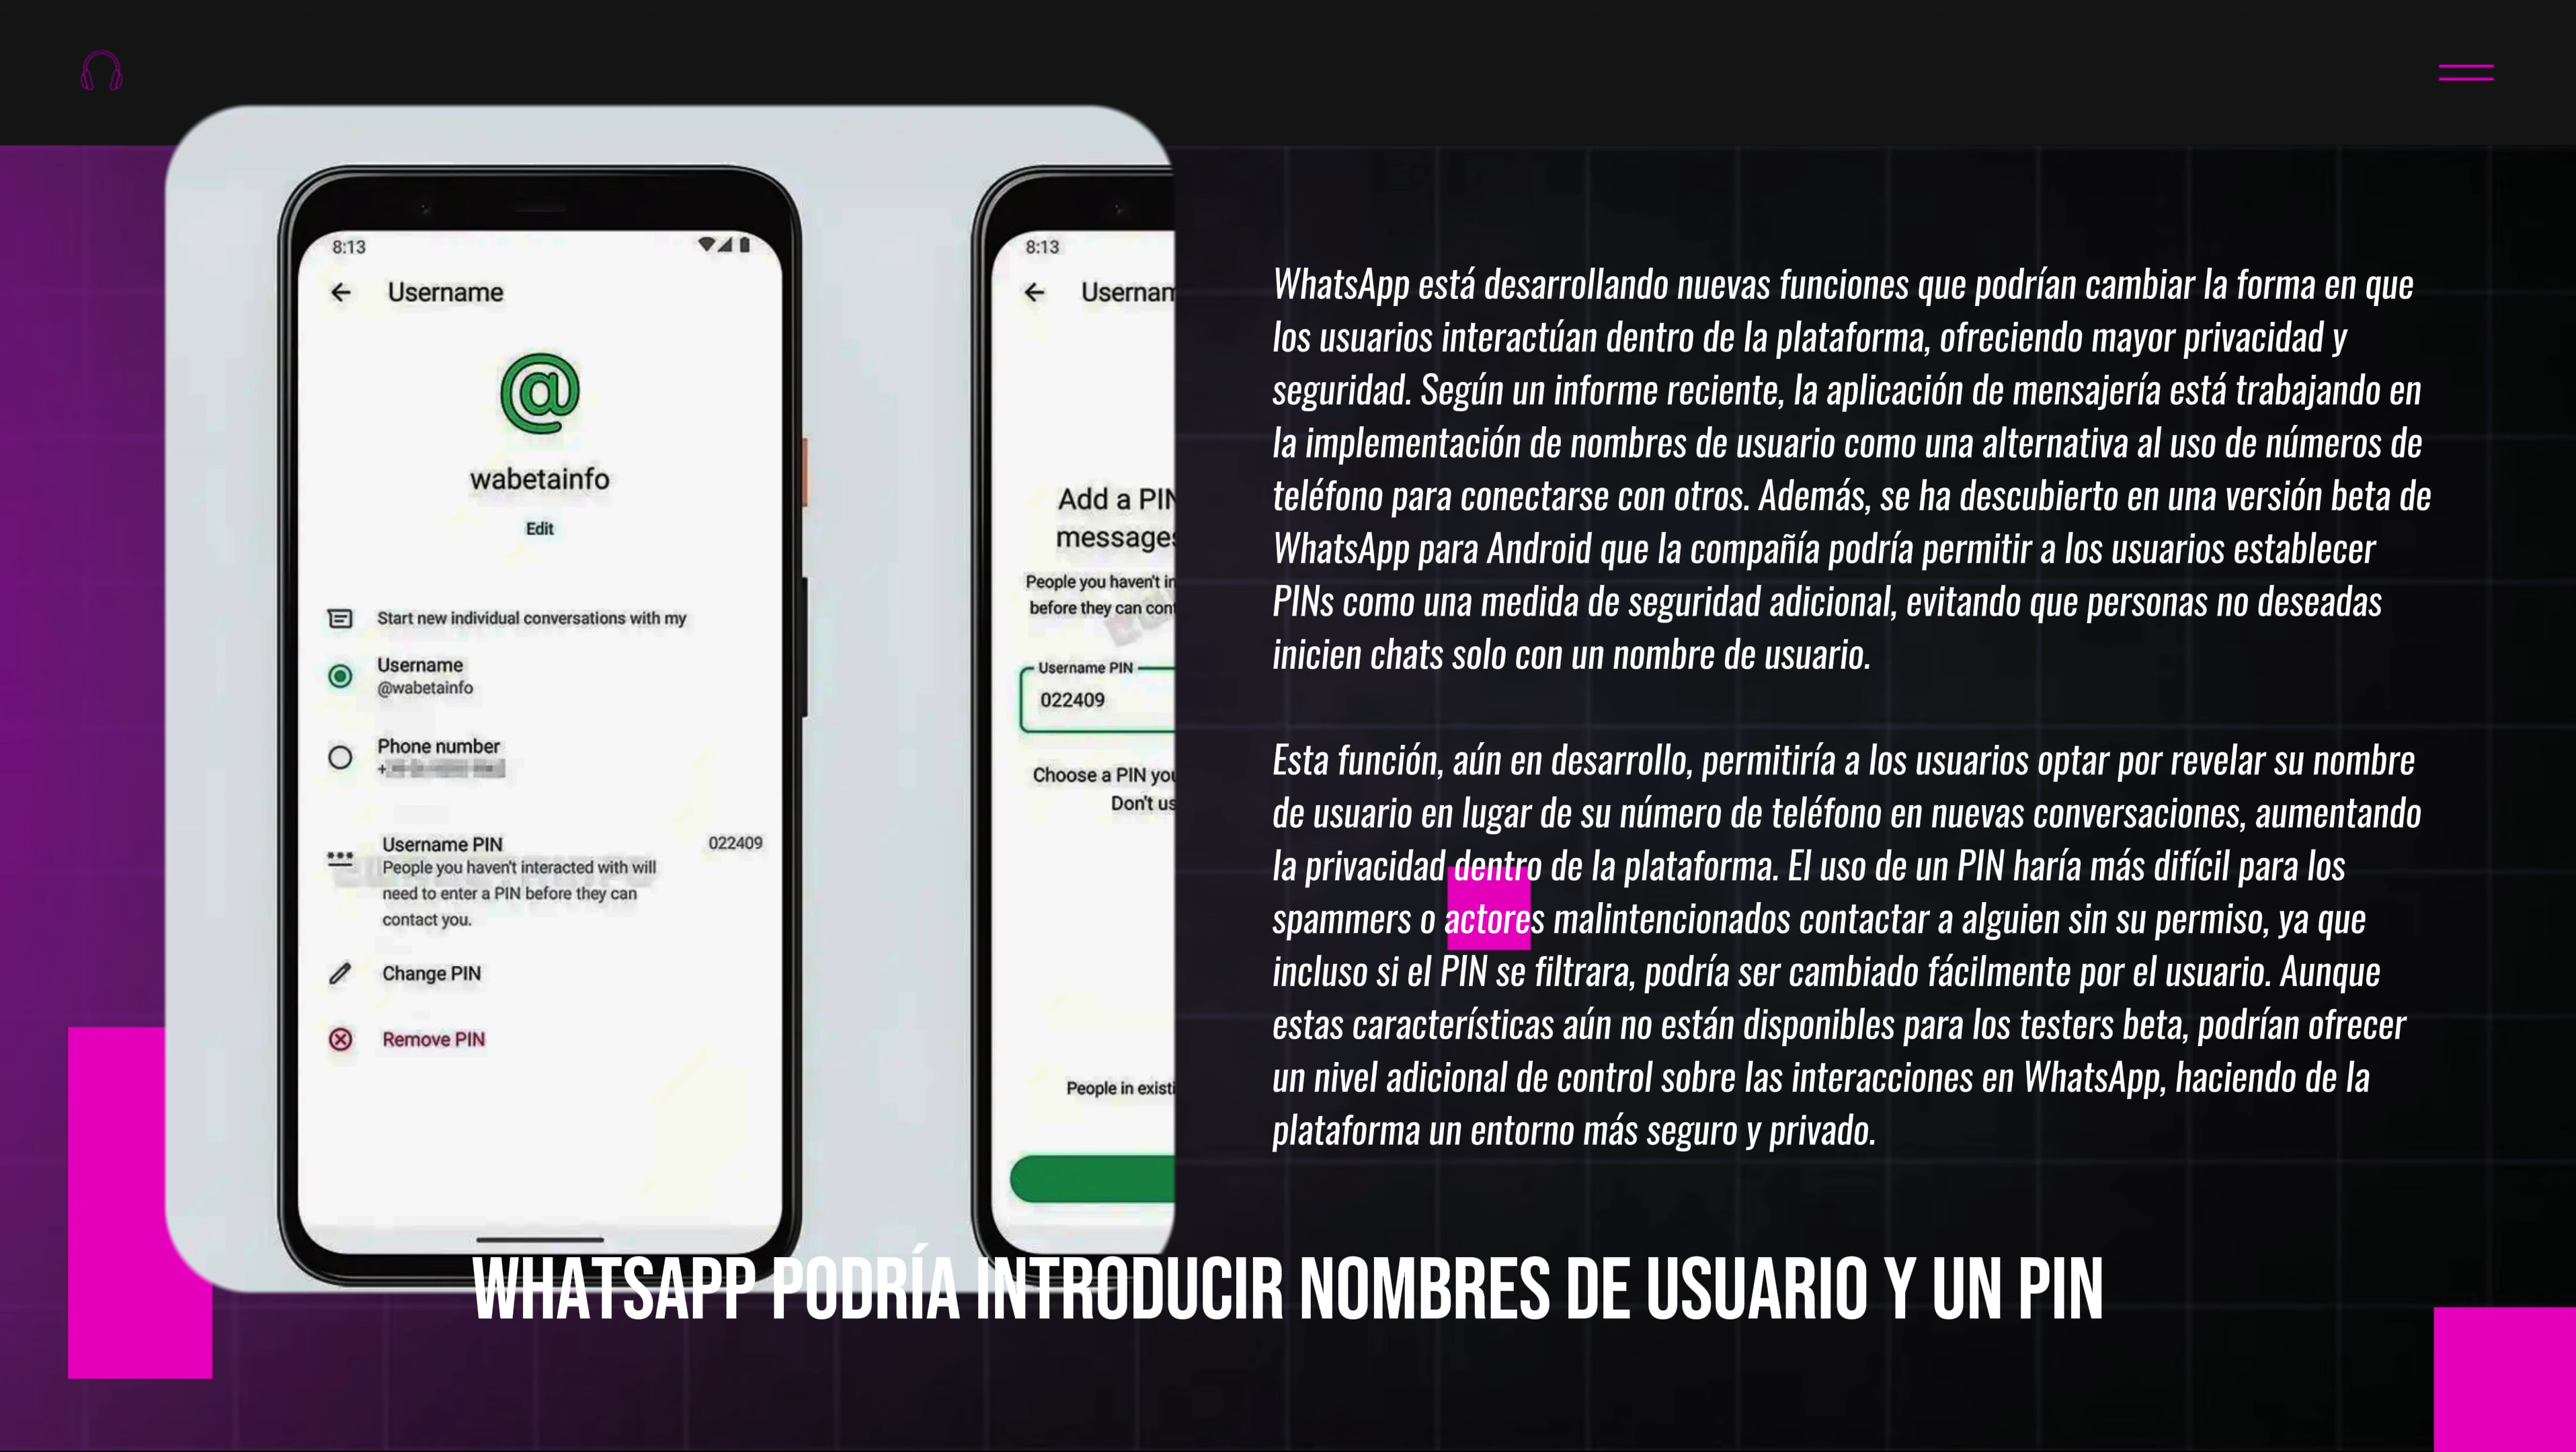 8:13
Username
wabetainfo
Edit
Start new individual conversations with my
Username
@wabetainfo
Phone number
+
Username PIN
022409
People you haven't interacted with will
need to enter a PIN before they can
contact you.
Change PIN
Remove PIN
8:13
Add a PIN
People you haven't
before they can
Username PIN
022409
Choose a PIN
Don't
People in
WhatsApp está desarrollando nuevas funciones que podrían cambiar la forma en que
los usuarios interactúan dentro de la plataforma, ofreciendo mayor privacidad y
seguridad. Según un informe reciente, la aplicación de mensajería está trabajando en
la implementación de nombres de usuario como una alternativa al uso de números de
teléfono para conectarse con otros. Además, se ha descubierto en una versión beta de
WhatsApp para Android que la compañía podría permitir a los usuarios establecer
PINs como una medida de seguridad adicional, evitando que personas no deseadas
inicien chats solo con un nombre de usuario.
Esta función, aún en desarrollo, permitiría a los usuarios optar por revelar su nombre
de usuario en lugar de su número de teléfono en nuevas conversaciones, aumentando
la privacidad dentro de la plataforma. El uso de un PIN haría más difícil para los
spammers o actores malintencionados contactar a alguien sin su permiso, ya que
incluso si el PIN se filtrara, podría ser cambiado fácilmente por el usuario. Aunque
estas características aún no están disponibles para los testers beta, podrían ofrecer
un nivel adicional de control sobre las interacciones en WhatsApp, haciendo de la
plataforma un entorno más seguro y privado.
WHATSAPP PODRÍA INTRODUCIR NOMBRES DE USUARIO Y UN PIN